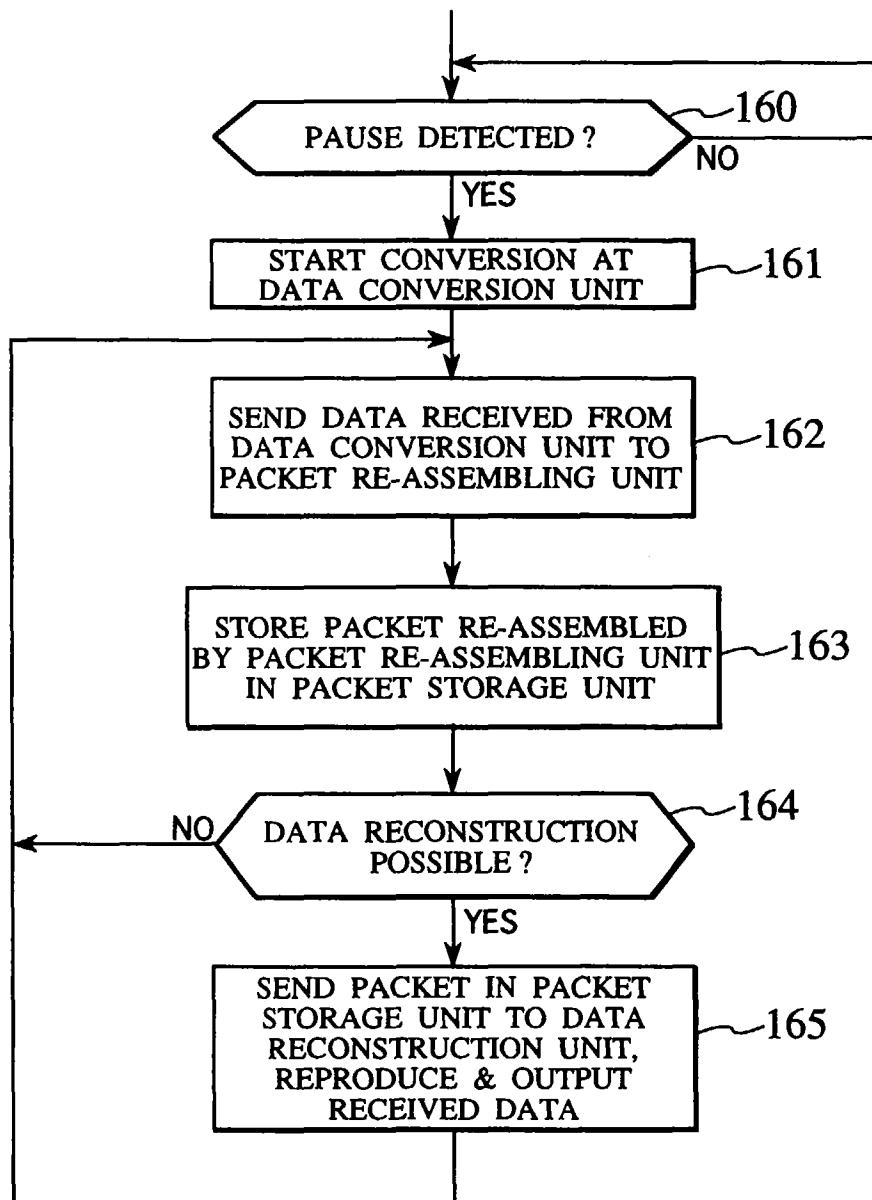 PAUSE DETECTED ?
160
NO
YES
START CONVERSION AT
DATA CONVERSION UNIT
161
SEND DATA RECEIVED FROM
DATA CONVERSION UNIT TO
PACKET RE-ASSEMBLING UNIT
162
STORE PACKET RE-ASSEMBLED
BY PACKET RE-ASSEMBLING UNIT
IN PACKET STORAGE UNIT
163
NO
DATA RECONSTRUCTION
POSSIBLE ?
164
YES
SEND PACKET IN PACKET
STORAGE UNIT TO DATA
RECONSTRUCTION UNIT,
REPRODUCE & OUTPUT
RECEIVED DATA
165